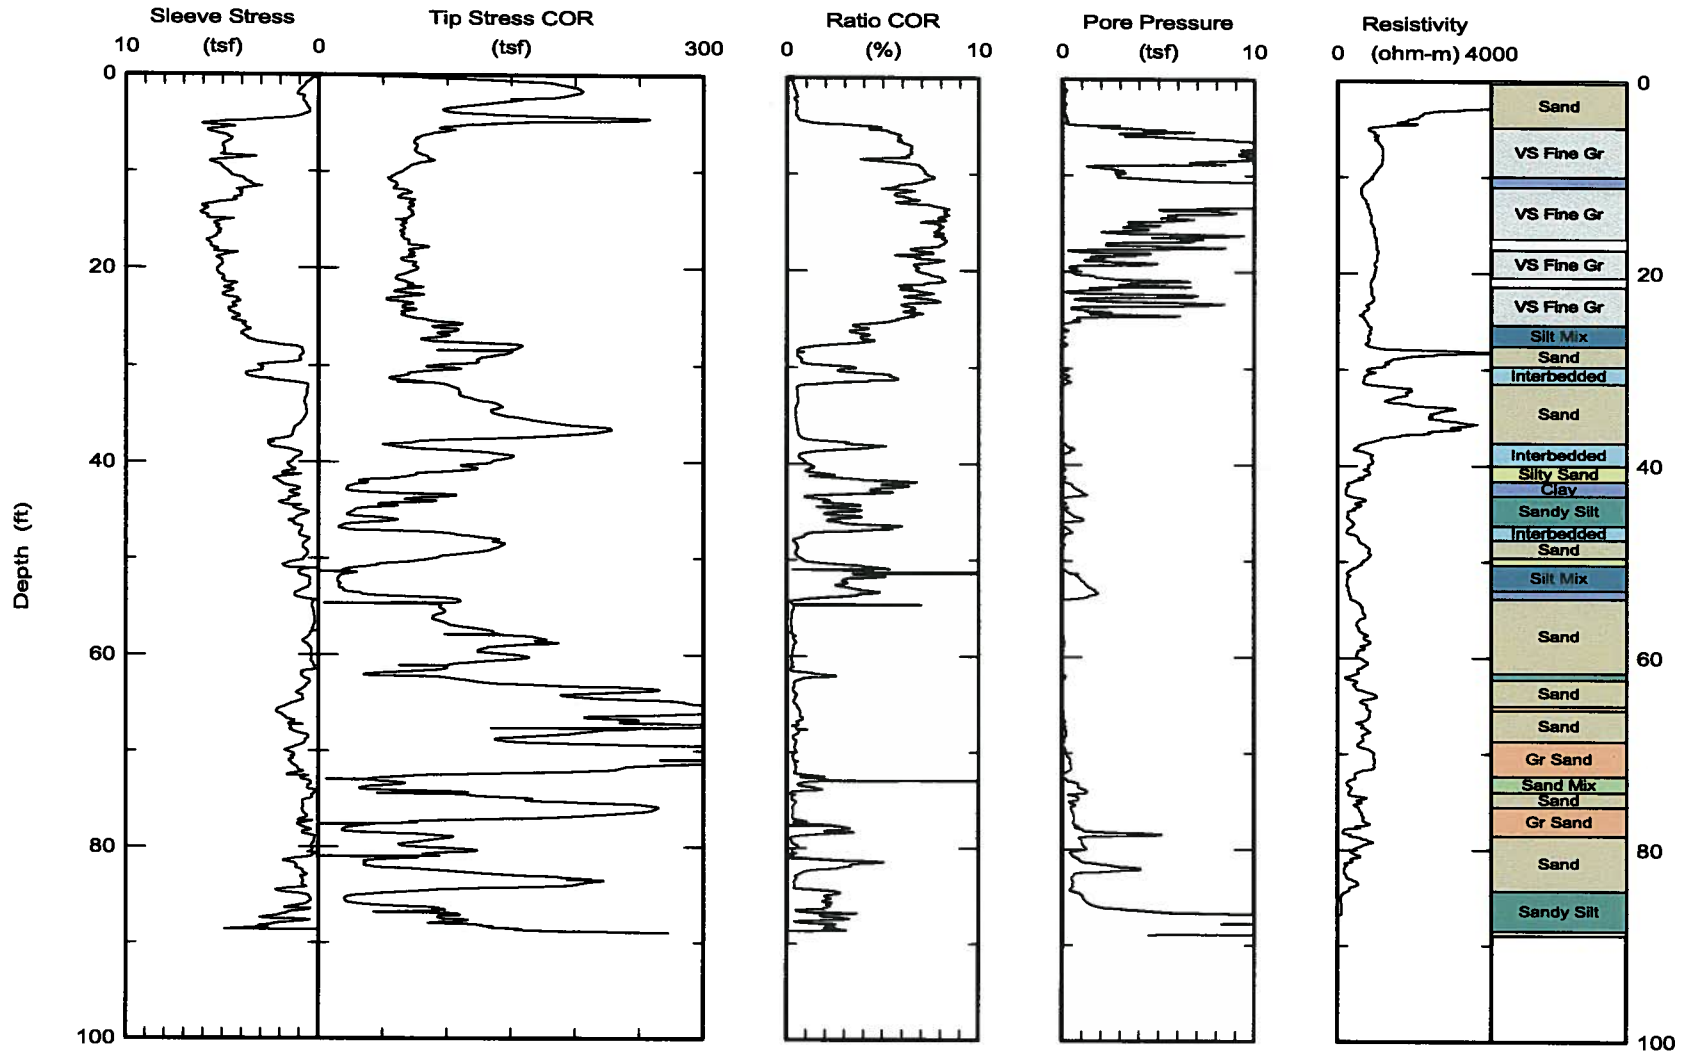 Sleeve Stress
Tip Stress COR
Ratio COR
Pore Pressure
Resistivity
10 (tsf) 0 (tsf) 300
0 (%) 10
0 (tsf) 10
0 (ohm-m) 4000
Depth (ft)
0
20
40
60
80
100
Sand
VS Fine Gr
VS Fine Gr
VS Fine Gr
VS Fine Gr
Silt Mix
Sand
Interbedded
Sand
Interbedded
Silty Sand
Clay
Sandy Silt
Interbedded
Sand
Silt Mix
Sand
Sand
Sand
Gr Sand
Sand Mix
Sand
Gr Sand
Sand
Sandy Silt
0
20
40
60
80
100